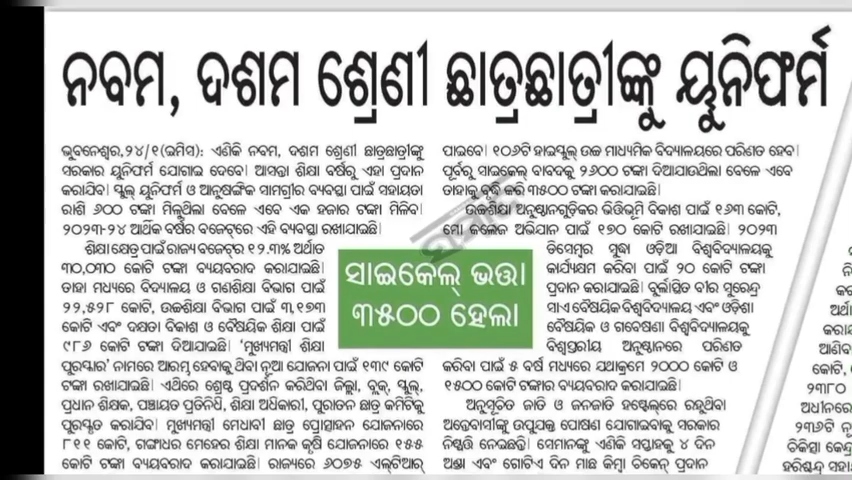 ନବମ, ଦଶମ ଶ୍ରେଣୀ ଛାତ୍ରଛାତ୍ରୀଙ୍କୁ ୟୁନିଫର୍ମ
ଭୁବନେଶ୍ୱର,୨୪/୧(ଇମିସ): ଏଣିକି ନବମ, ଦଶମ ଶ୍ରେଣୀ ଛାତ୍ରଛାତ୍ରୀଙ୍କୁ
ସରକାର ୟୁନିଫର୍ମ ଯୋଗାଇ ଦେବେ। ଆସନ୍ତା ଶିକ୍ଷା ବର୍ଷରୁ ଏହା ପ୍ରଦାନ
କରାଯିବ। ସ୍କୁଲ ୟୁନିଫର୍ମ ଓ ଆନୁଷଙ୍ଗିକ ସାମଗ୍ରୀର ବ୍ୟବସ୍ଥା ପାଇଁ ସହାୟତା
ରାଶି ୬୦୦ ଟଙ୍କା ମିଳୁଥିଲା ବେଳେ ଏବେ ଏକ ହଜାର ଟଙ୍କା ମିଳିବ।
୨୦୨୩-୨୪ ଆର୍ଥିକ ବର୍ଷର ବଜେଟ୍‌ରେ ଏହି ବ୍ୟବସ୍ଥା ରଖାଯାଇଛି।
ଶିକ୍ଷା କ୍ଷେତ୍ର ପାଇଁ ରାଜ୍ୟ ବଜେଟ୍‌ର ୧୨.୩% ଅର୍ଥାତ
୩୦,୦୩୦ କୋଟି ଟଙ୍କା ବ୍ୟୟବରାଦ କରାଯାଇଛି।
ତାହା ମଧ୍ୟରେ ବିଦ୍ୟାଳୟ ଓ ଗଣଶିକ୍ଷା ବିଭାଗ ପାଇଁ
୨୨,୫୨୮ କୋଟି, ଉଚ୍ଚଶିକ୍ଷା ବିଭାଗ ପାଇଁ ୩,୧୭୩
କୋଟି ଏବଂ ଦକ୍ଷତା ବିକାଶ ଓ ବୈଷୟିକ ଶିକ୍ଷା ପାଇଁ
୯୮୬ କୋଟି ଟଙ୍କା ଦିଆଯାଇଛି। ‘ମୁଖ୍ୟମନ୍ତ୍ରୀ ଶିକ୍ଷା
ପୁରସ୍କାର’ ନାମରେ ଆରମ୍ଭ ହେବାକୁ ଥିବା ନୂଆ ଯୋଜନା ପାଇଁ ୧୩୯ କୋଟି
ଟଙ୍କା ରଖାଯାଇଛି। ଏଥିରେ ଶ୍ରେଷ୍ଠ ପ୍ରଦର୍ଶନ କରିଥିବା ଜିଲ୍ଲା, ବ୍ଲକ୍, ସ୍କୁଲ୍,
ପ୍ରଧାନ ଶିକ୍ଷକ, ପଞ୍ଚାୟତ ପ୍ରତିନିଧି, ଶିକ୍ଷା ଅଧିକାରୀ, ପୁରାତନ ଛାତ୍ର କମିଟିକୁ
ପୁରସ୍କୃତ କରାଯିବ। ମୁଖ୍ୟମନ୍ତ୍ରୀ ମେଧାବୀ ଛାତ୍ର ପ୍ରୋତ୍ସାହନ ଯୋଜନାରେ
୮୧୧ କୋଟି, ଗଙ୍ଗାଧର ମେହେର ଶିକ୍ଷା ମାନକ କୃଷି ଯୋଜନାରେ ୧୫୫
କୋଟି ଟଙ୍କା ବ୍ୟୟବରାଦ କରାଯାଇଛି। ରାଜ୍ୟରେ ୬୦୭୫ ଏଲ୍‌ଟିଆର୍
ସାଇକେଲ୍ ଭତ୍ତା
୩୫୦୦ ହେଲା
ପାଇବେ। ୧୦୬ଟି ହାଇସ୍କୁଲ୍ ଉଚ୍ଚ ମାଧ୍ୟମିକ ବିଦ୍ୟାଳୟରେ ପରିଣତ ହେବ।
ପୂର୍ବରୁ ସାଇକେଲ୍ ବାବଦକୁ ୨୬୦୦ ଟଙ୍କା ଦିଆଯାଉଥିଲା ବେଳେ ଏବେ
ତାହାକୁ ବୃଦ୍ଧି କରି ୩୫୦୦ ଟଙ୍କା କରାଯାଇଛି।
ଉଚ୍ଚଶିକ୍ଷା ଅନୁଷ୍ଠାନଗୁଡ଼ିକର ଭିତ୍ତିଭୂମି ବିକାଶ ପାଇଁ ୧୬୩ କୋଟି,
ମୋ କଲେଜ ଅଭିଯାନ ପାଇଁ ୧୭୦ କୋଟି ରଖାଯାଇଛି। ୨୦୨୩
ଡିସେମ୍ବର ସୁଦ୍ଧା ଓଡ଼ିଆ ବିଶ୍ୱବିଦ୍ୟାଳୟକୁ
କାର୍ଯ୍ୟକ୍ଷମ କରିବା ପାଇଁ ୨୦ କୋଟି ଟଙ୍କା
ପ୍ରଦାନ କରାଯାଇଛି। ବୁର୍ଲାସ୍ଥିତ ବୀର ସୁରେନ୍ଦ୍ର
ସାଏ ବୈଷୟିକ ବିଶ୍ୱବିଦ୍ୟାଳୟ ଏବଂ ଓଡ଼ିଶା
ବୈଷୟିକ ଓ ଗବେଷଣା ବିଶ୍ୱବିଦ୍ୟାଳୟକୁ
ବିଶ୍ୱସ୍ତରୀୟ ଅନୁଷ୍ଠାନରେ ପରିଣତ
କରିବା ପାଇଁ ୫ ବର୍ଷ ମଧ୍ୟରେ ଯଥାକ୍ରମେ ୨୦୦୦ କୋଟି ଓ
୧୫୦୦ କୋଟି ଟଙ୍କାର ବ୍ୟୟବରାଦ କରାଯାଇଛି।
ଅନୁସୂଚିତ ଜାତି ଓ ଜନଜାତି ହଷ୍ଟେଲ୍‌ରେ ରହୁଥିବା
ଅନ୍ତେବାସୀଙ୍କୁ ଉପଯୁକ୍ତ ପୋଷଣ ଯୋଗାଇବାକୁ ସରକାର
ନିଷ୍ପତ୍ତି ନେଇଛନ୍ତି। ସେମାନଙ୍କୁ ଏଣିକି ସପ୍ତାହକୁ ୪ ଦିନ
ଅଣ୍ଡା ଏବଂ ଗୋଟିଏ ଦିନ ମାଛ କିମ୍ବା ଚିକେନ୍ ପ୍ରଦାନ
ଅଧୀନରେ
୨୩୬ଟି ନୂ
ଚିକିତ୍ସା କେନ୍ଦ୍ର
ହରିଶ୍ଚନ୍ଦ୍ର ସହା